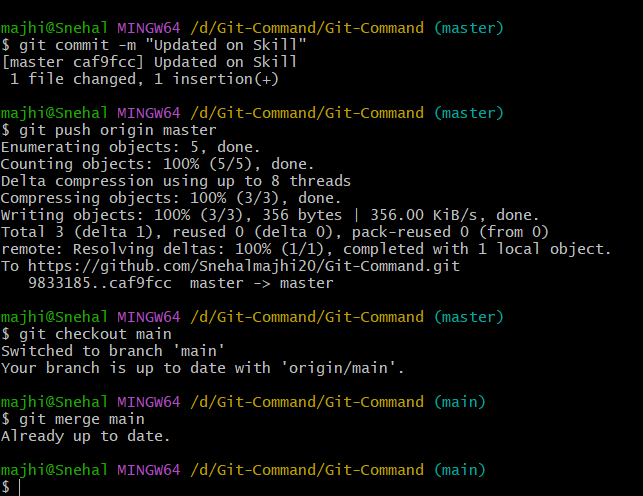 majhi@Snehal MINGW64 /d/Git-Command/Git-Command (master)
$ git commit -m "Updated on Skill"
[master caf9fcc] Updated on Skill
 1 file changed, 1 insertion(+)

majhi@Snehal MINGW64 /d/Git-Command/Git-Command (master)
$ git push origin master
Enumerating objects: 5, done.
Counting objects: 100% (5/5), done.
Delta compression using up to 8 threads
Compressing objects: 100% (3/3), done.
Writing objects: 100% (3/3), 356 bytes | 356.00 KiB/s, done.
Total 3 (delta 1), reused 0 (delta 0), pack-reused 0 (from 0)
remote: Resolving deltas: 100% (1/1), completed with 1 local object.
To https://github.com/Snehalmajhi20/Git-Command.git
   9833185..caf9fcc  master -> master

majhi@Snehal MINGW64 /d/Git-Command/Git-Command (master)
$ git checkout main
Switched to branch 'main'
Your branch is up to date with 'origin/main'.

majhi@Snehal MINGW64 /d/Git-Command/Git-Command (main)
$ git merge main
Already up to date.

majhi@Snehal MINGW64 /d/Git-Command/Git-Command (main)
$